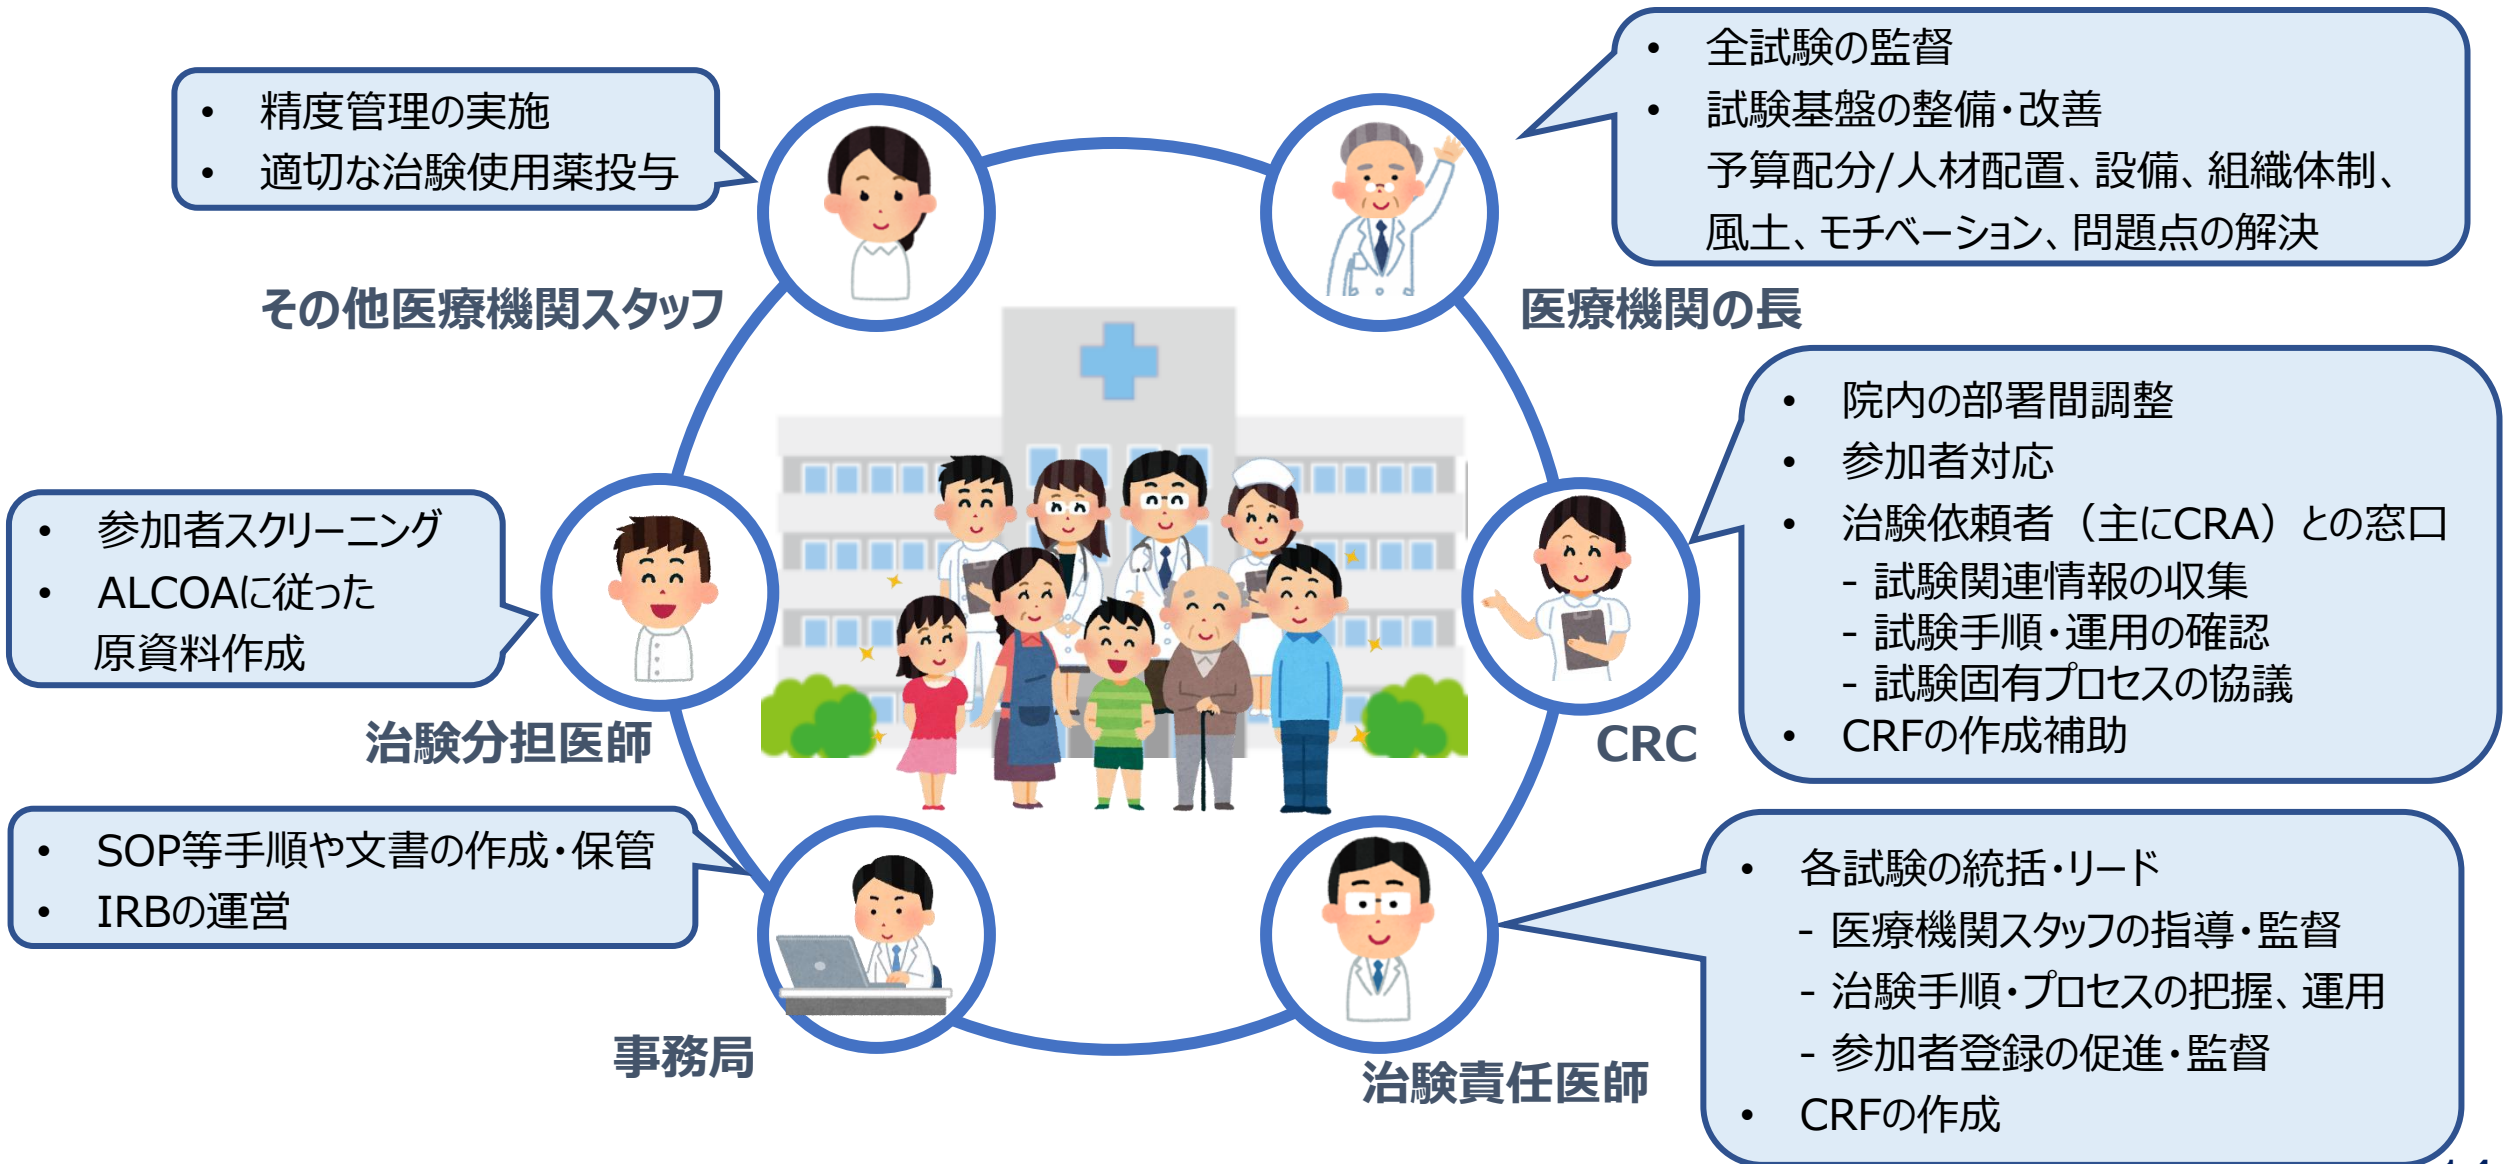 • 精度管理の実施
• 適切な治験使用薬投与
その他医療機関スタッフ
• 全試験の監督
• 試験基盤の整備・改善
予算配分/人材配置、設備、組織体制、
風土、モチベーション、問題点の解決
医療機関の長
• 院内の部署間調整
• 参加者対応
• 治験依頼者（主にCRA）との窓口
- 試験関連情報の収集
- 試験手順・運用の確認
- 試験固有プロセスの協議
• CRFの作成補助
CRC
• 参加者スクリーニング
• ALCOAに従った
原資料作成
治験分担医師
• SOP等手順や文書の作成・保管
• IRBの運営
事務局
• 各試験の統括・リード
- 医療機関スタッフの指導・監督
- 治験手順・プロセスの把握、運用
- 参加者登録の促進・監督
• CRFの作成
治験責任医師